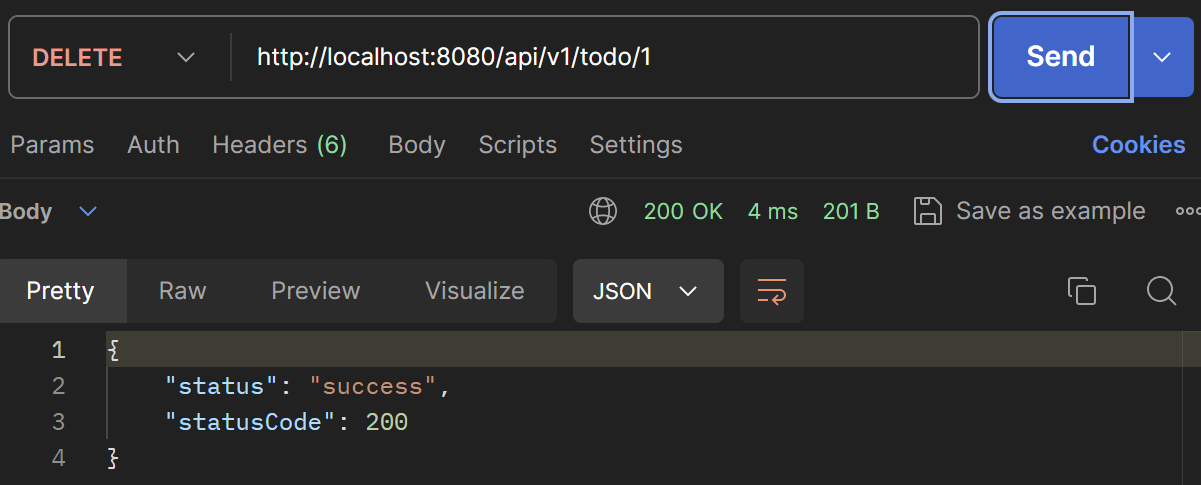 DELETE http://localhost:8080/api/v1/todo/1 Send
Params Auth Headers (6) Body Scripts Settings Cookies
Body 200 OK 4 ms 201 B Save as example
Pretty Raw Preview Visualize JSON
1 {
2 "status": "success",
3 "statusCode": 200
4 }